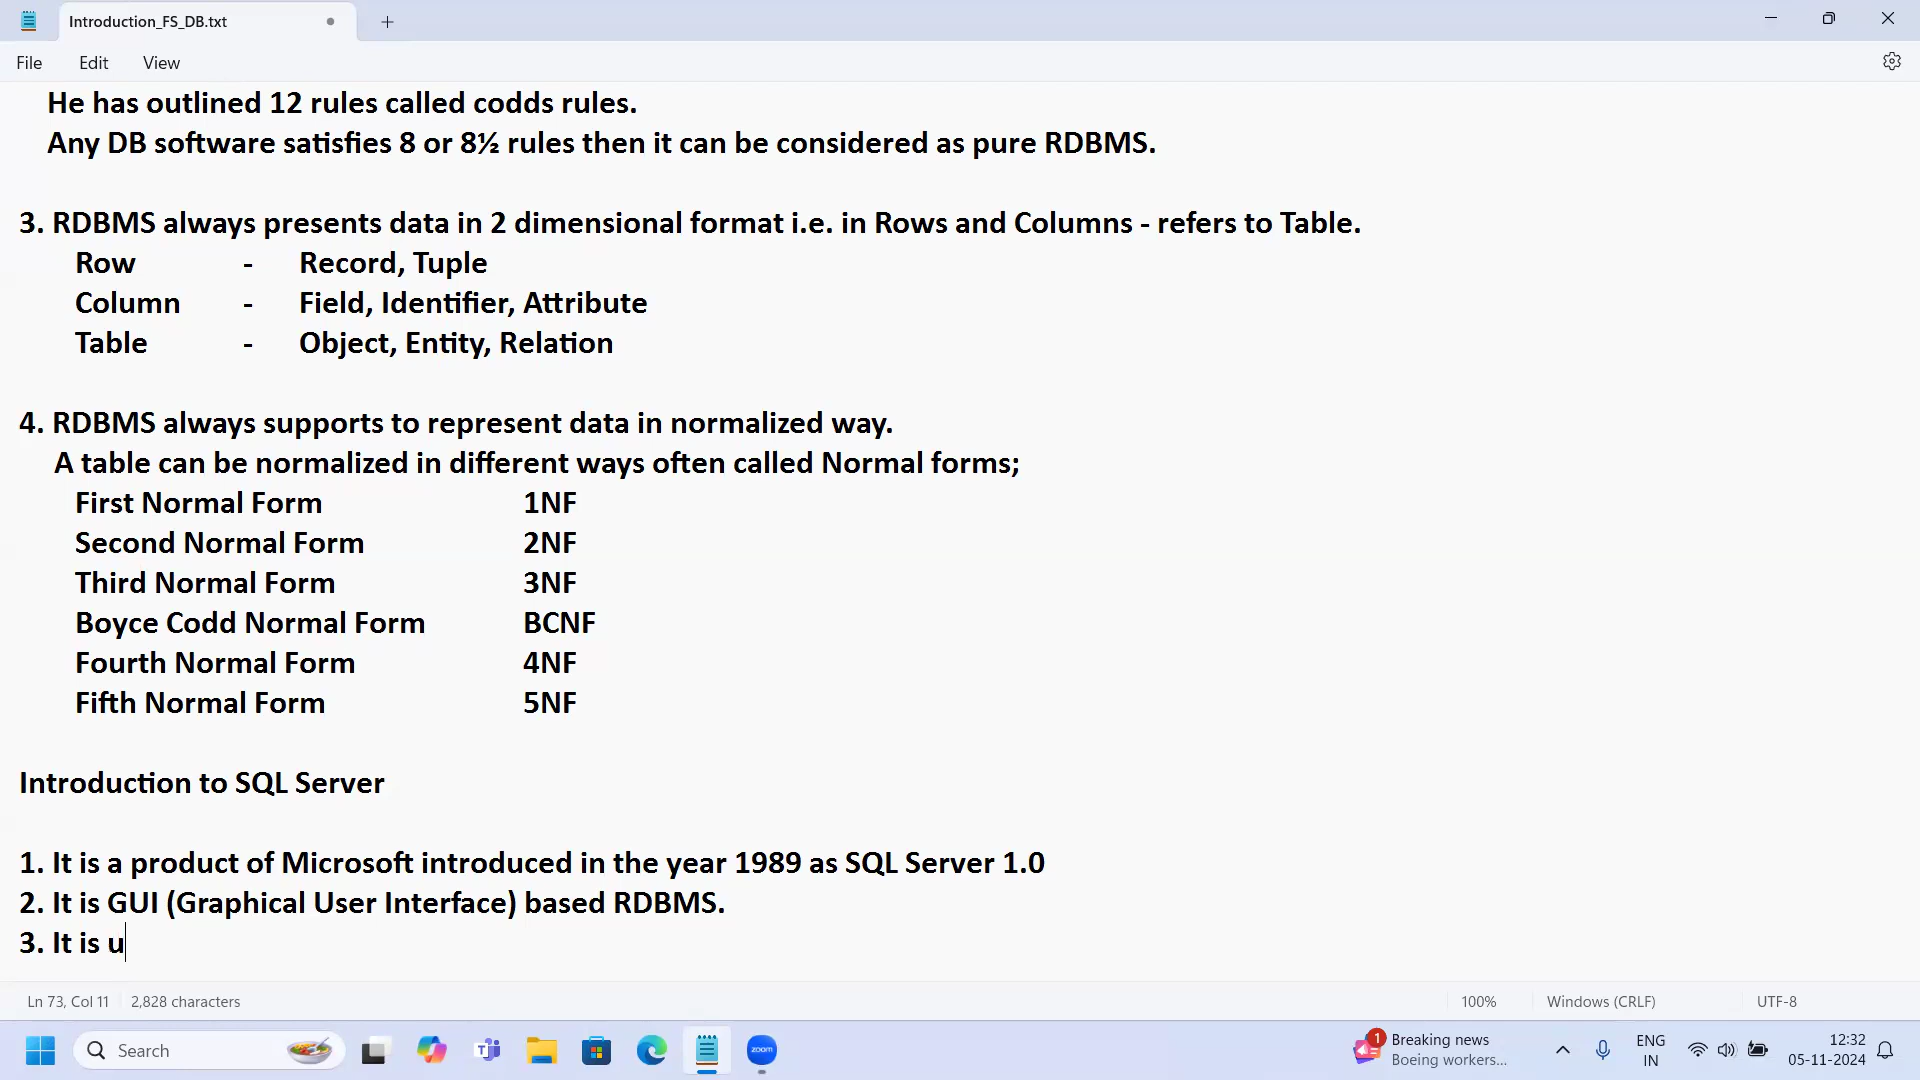 Introduction_FS_DB.txt
File Edit View
He has outlined 12 rules called codds rules.
Any DB software satisfies 8 or 8½ rules then it can be considered as pure RDBMS.
3. RDBMS always presents data in 2 dimensional format i.e. in Rows and Columns - refers to Table.
Row - Record, Tuple
Column - Field, Identifier, Attribute
Table - Object, Entity, Relation
4. RDBMS always supports to represent data in normalized way.
A table can be normalized in different ways often called Normal forms;
First Normal Form 1NF
Second Normal Form 2NF
Third Normal Form 3NF
Boyce Codd Normal Form BCNF
Fourth Normal Form 4NF
Fifth Normal Form 5NF
Introduction to SQL Server
1. It is a product of Microsoft introduced in the year 1989 as SQL Server 1.0
2. It is GUI (Graphical User Interface) based RDBMS.
3. It is u
Ln 73, Col 11 2,828 characters 100% Windows (CRLF) UTF-8
Search zoom 1 Breaking news ENG 12:32
Boeing workers... IN 05-11-2024